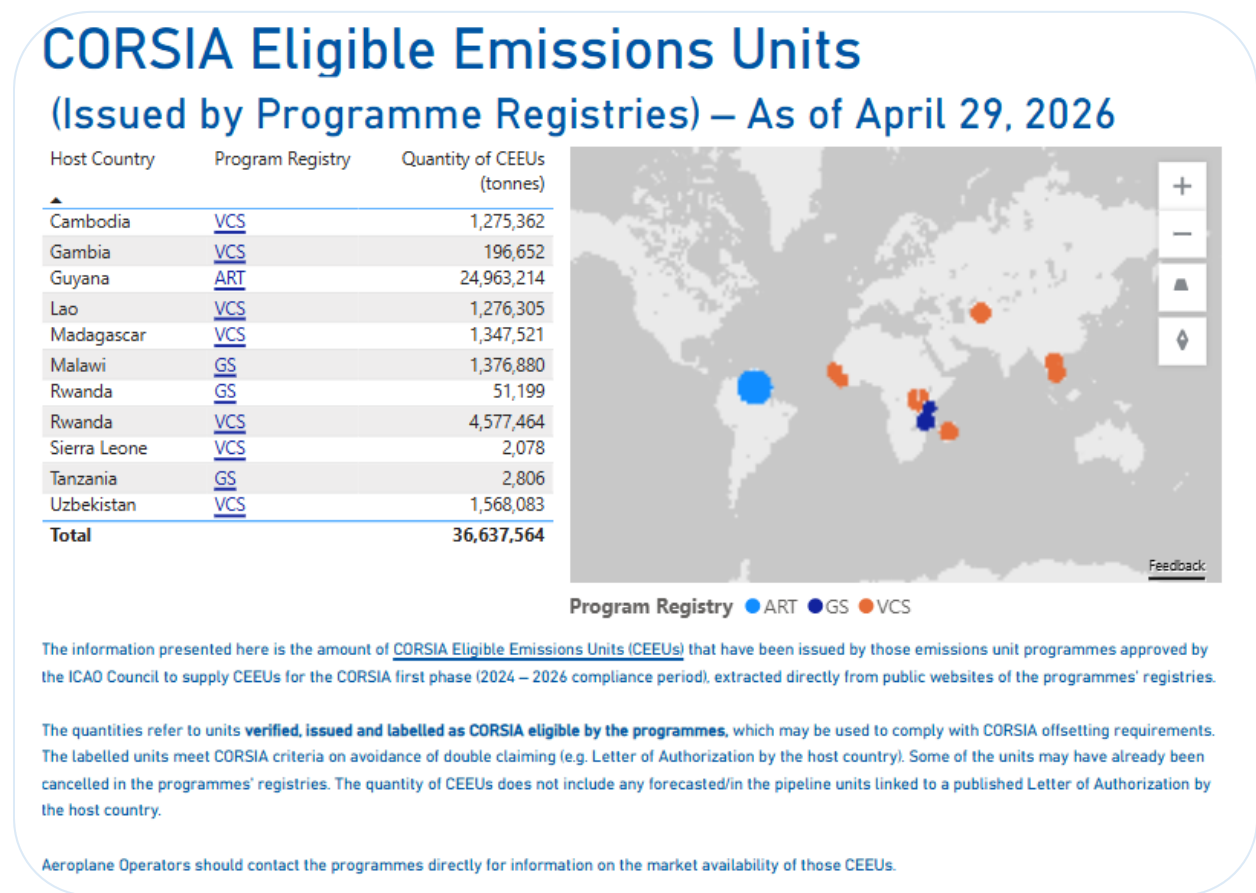 CORSIA Eligible Emissions Units
(Issued by Programme Registries) – As of April 29, 2026
Host Country Program Registry Quantity of CEEUs
(tonnes)
Cambodia VCS 1,275,362
Gambia VCS 196,652
Guyana ART 24,963,214
Lao VCS 1,276,305
Madagascar VCS 1,347,521
Malawi GS 1,376,880
Rwanda GS 51,199
Rwanda VCS 4,577,464
Sierra Leone VCS 2,078
Tanzania GS 2,806
Uzbekistan VCS 1,568,083
Total 36,637,564
Feedback
Program Registry ART GS VCS
The information presented here is the amount of CORSIA Eligible Emissions Units (CEEUs) that have been issued by those emissions unit programmes approved by
the ICAO Council to supply CEEUs for the CORSIA first phase (2024 – 2026 compliance period), extracted directly from public websites of the programmes' registries.
The quantities refer to units verified, issued and labelled as CORSIA eligible by the programmes, which may be used to comply with CORSIA offsetting requirements.
The labelled units meet CORSIA criteria on avoidance of double claiming (e.g. Letter of Authorization by the host country). Some of the units may have already been
cancelled in the programmes' registries. The quantity of CEEUs does not include any forecasted/in the pipeline units linked to a published Letter of Authorization by
the host country.
Aeroplane Operators should contact the programmes directly for information on the market availability of those CEEUs.